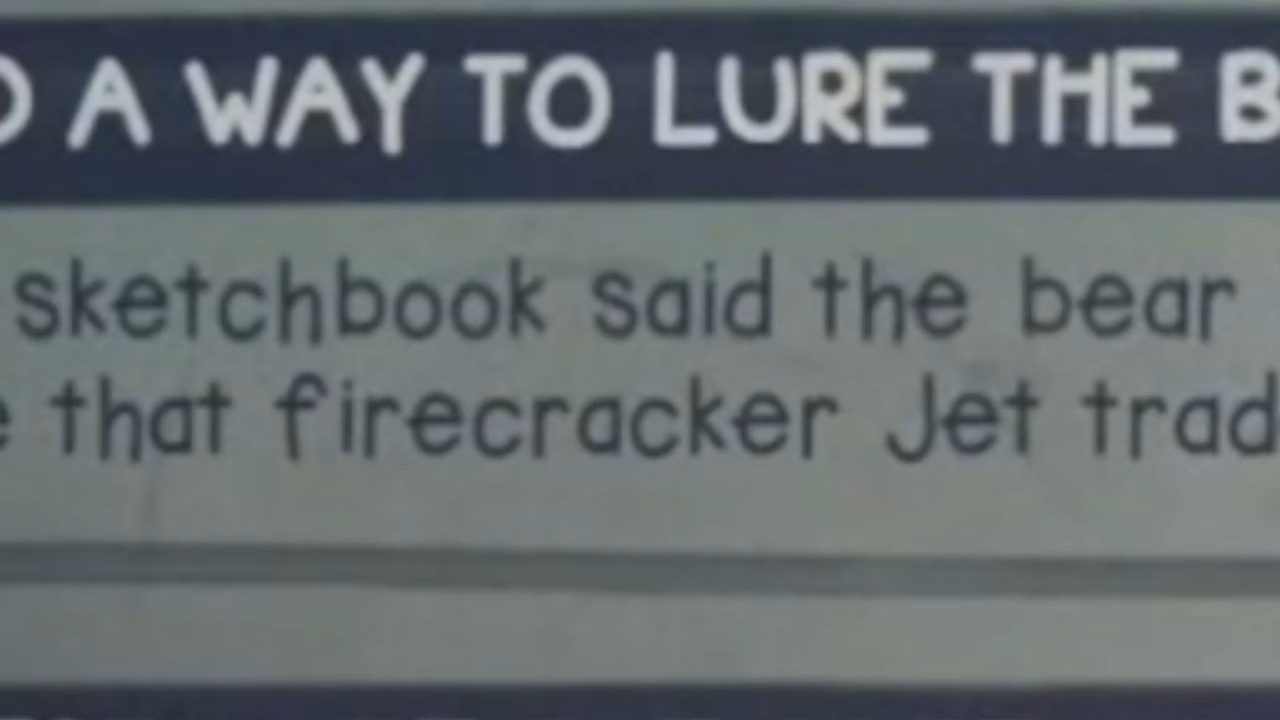 A WAY TO LURE THE
sketchbook said the bear
that firecracker Jet